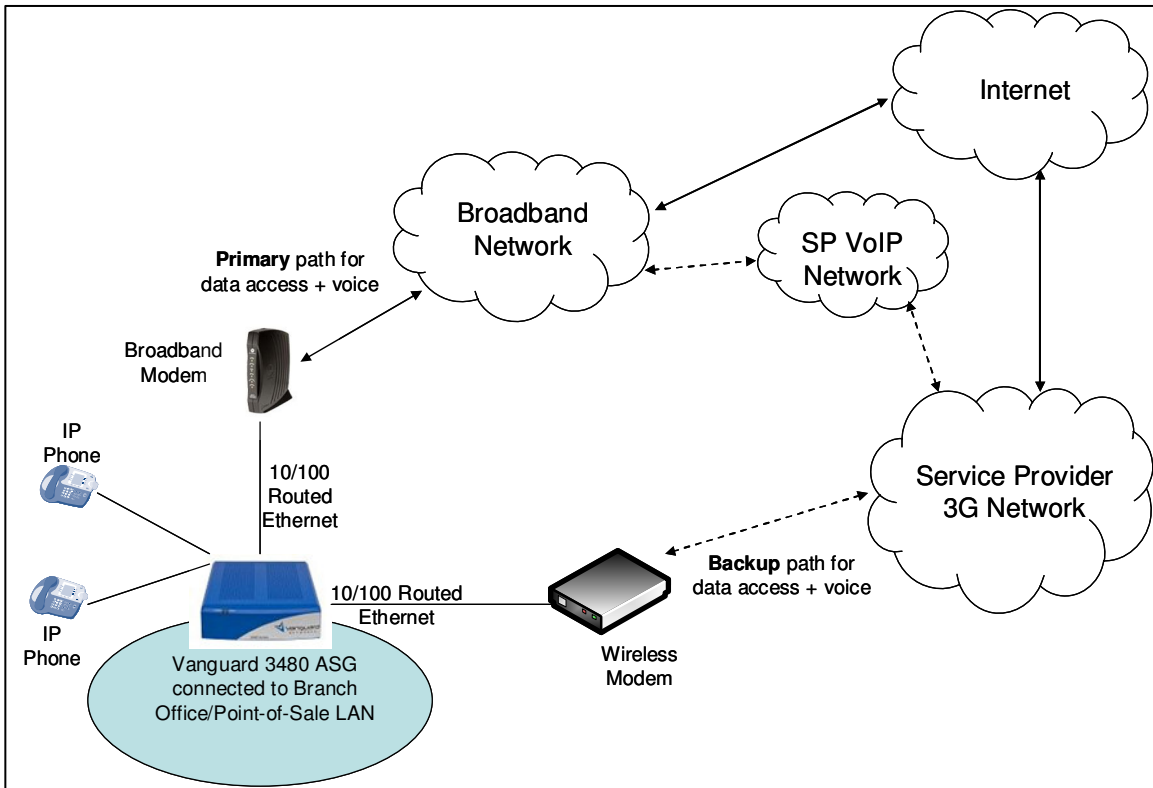 Internet
Broadband
Network
SP VoIP
Network
Primary path for
data access + voice
Broadband
Modem
IP
Phone
10/100
Routed
Ethernet
Service Provider
3G Network
Backup path for
data access + voice
IP
Phone
vanguard
10/100 Routed
Ethernet
Wireless
Modem
Vanguard 3480 ASG
connected to Branch
Office/Point-of-Sale LAN